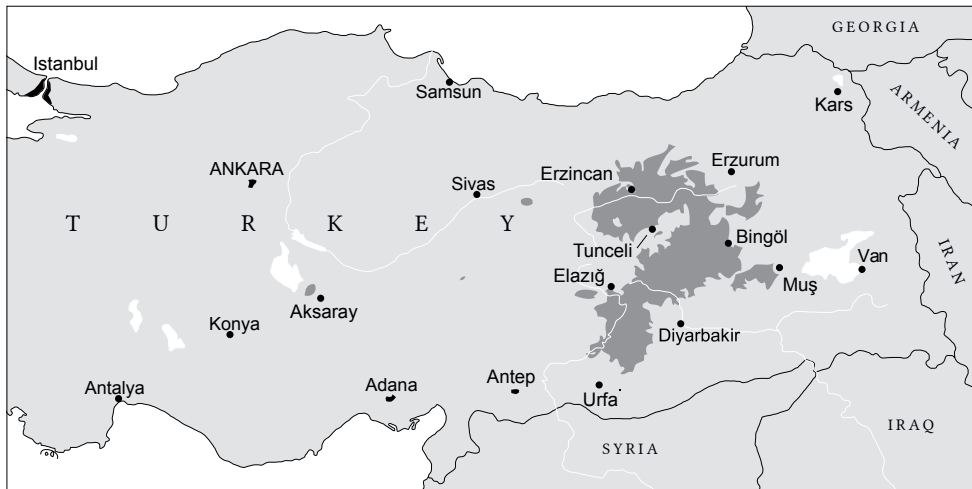 GEORGIA
Istanbul
Samsun
Kars
ARMENIA
ANKARA
Erzincan
Erzurum
Sivas
TURKEY
Tunceli
Bingöl
IRAN
Van
Elazığ
Muş
Aksaray
Konya
Diyarbakir
Antalya
Adana
Antep
Urfa
IRAQ
SYRIA